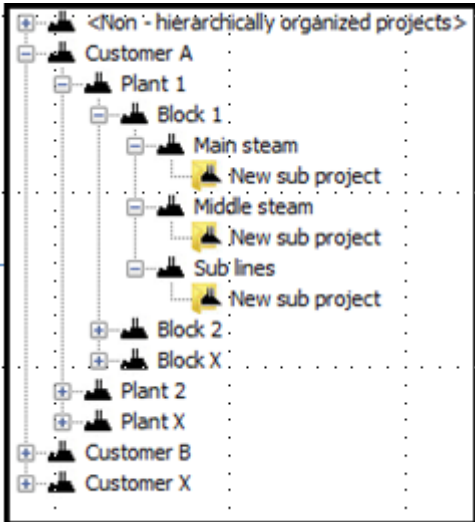 <Non - hierarchically organized projects>
Customer A
Plant 1
Block 1
Main steam
New sub project
Middle steam
New sub project
Sub lines
New sub project
Block 2
Block X
Plant 2
Plant X
Customer B
Customer X